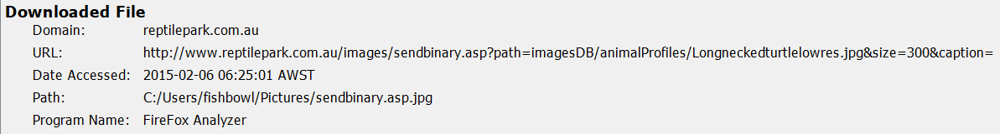 Downloaded File
Domain: reptilepark.com.au
URL: http://www.reptilepark.com.au/images/sendbinary.asp?path=imagesDB/animalProfiles/Longneckedturtlelowres.jpg&size=300&caption=
Date Accessed: 2015-02-06 06:25:01 AWST
Path: C:/Users/fishbowl/Pictures/sendbinary.asp.jpg
Program Name: FireFox Analyzer